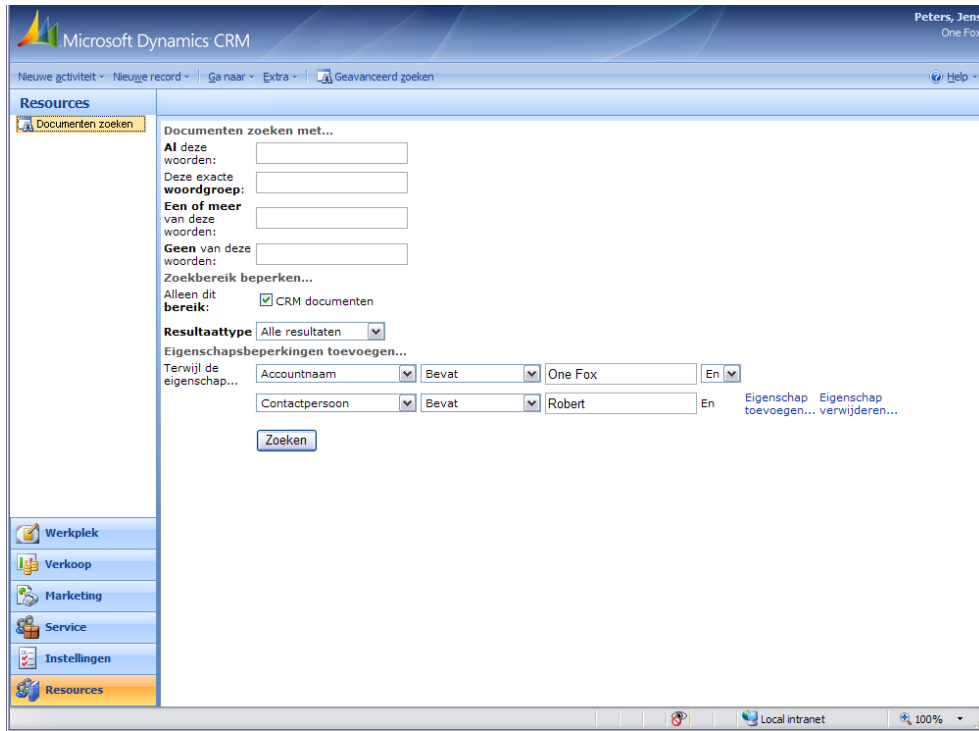 Peters, Jens
One Fox
Microsoft Dynamics CRM
Nieuwe activiteit Nieuwe record Ga naar Extra Geavanceerd zoeken Help
Resources
Documenten zoeken
Documenten zoeken met...
Al deze
woorden:
Deze exacte
woordgroep:
Een of meer
van deze
woorden:
Geen van deze
woorden:
Zoekbereik beperken...
Alleen dit
bereik:
CRM documenten
Resultaattype Alle resultaten
Eigenschapsbeperkingen toevoegen...
Terwijl de
eigenschap...
Accountnaam Bevat One Fox En
Contactpersoon Bevat Robert En
Eigenschap Eigenschap
toevoegen... verwijderen...
Zoeken
Werkplek
Verkoop
Marketing
Service
Instellingen
Resources
Local intranet 100%